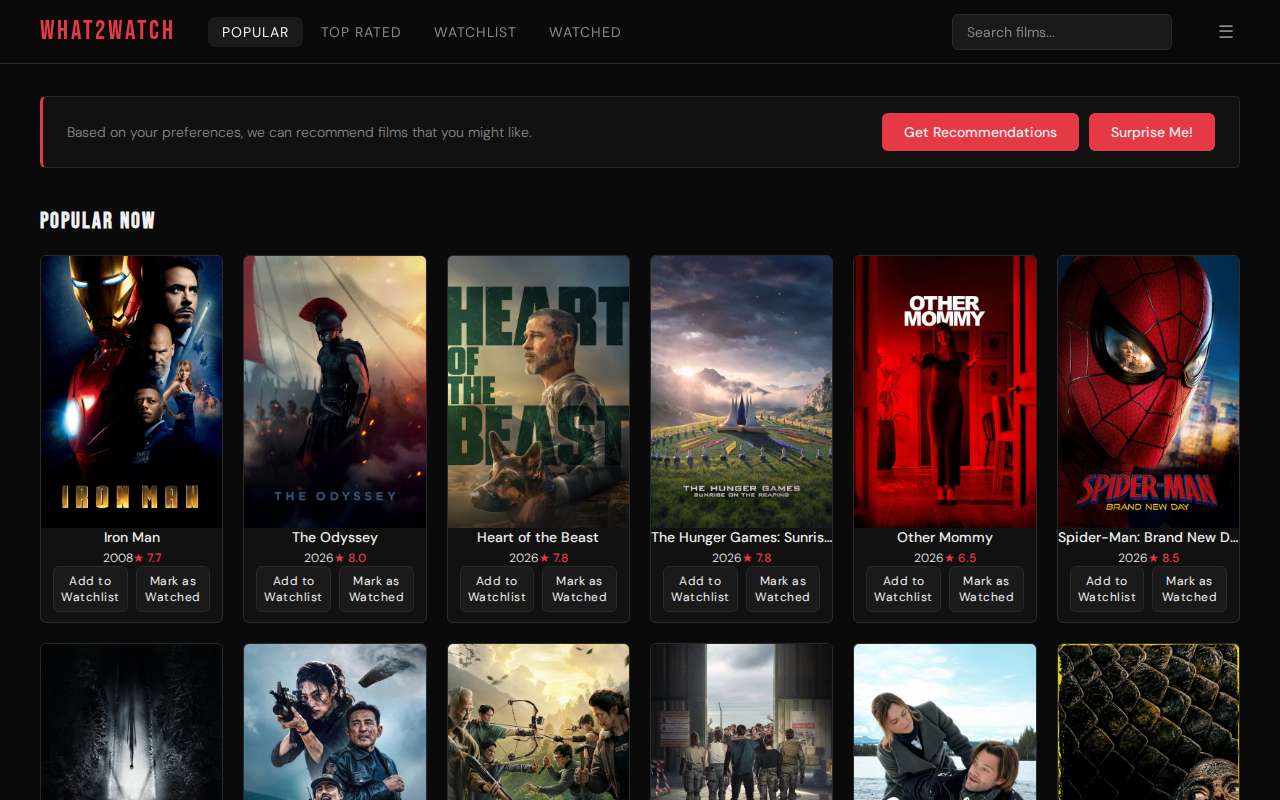 WHAT2WATCH
POPULAR
TOP RATED
WATCHLIST
WATCHED
Search films...
☰
Based on your preferences, we can recommend films that you might like.
Get Recommendations
Surprise Me!
POPULAR NOW
IRON MAN
THE ODYSSEY
HEART
OF
THE
BEAST
THE HUNGER GAMES
SUNRISE ON THE REAPING
OTHER
MOMMY
SPIDER-MAN
BRAND NEW DAY
Iron Man
2008★ 7.7
Add to
Watchlist
Mark as
Watched
The Odyssey
2026★ 8.0
Add to
Watchlist
Mark as
Watched
Heart of the Beast
2026★ 7.8
Add to
Watchlist
Mark as
Watched
The Hunger Games: Sunris...
2026★ 7.8
Add to
Watchlist
Mark as
Watched
Other Mommy
2026★ 6.5
Add to
Watchlist
Mark as
Watched
Spider-Man: Brand New D...
2026★ 8.5
Add to
Watchlist
Mark as
Watched